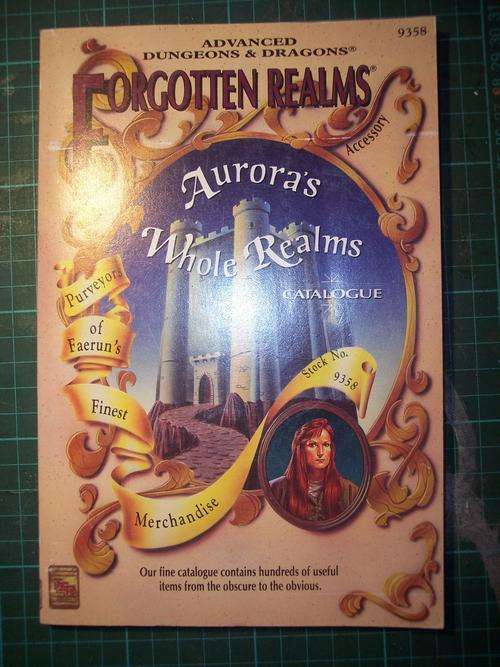 9358
ADVANCED
DUNGEONS & DRAGONS®
FORGOTTEN REALMS®
Accessory
Aurora's
Whole Realms
CATALOGUE
Purveyors
of
Faerun's
Finest
Merchandise
Stock No.
9358
Our fine catalogue contains hundreds of useful
items from the obscure to the obvious.
TSR